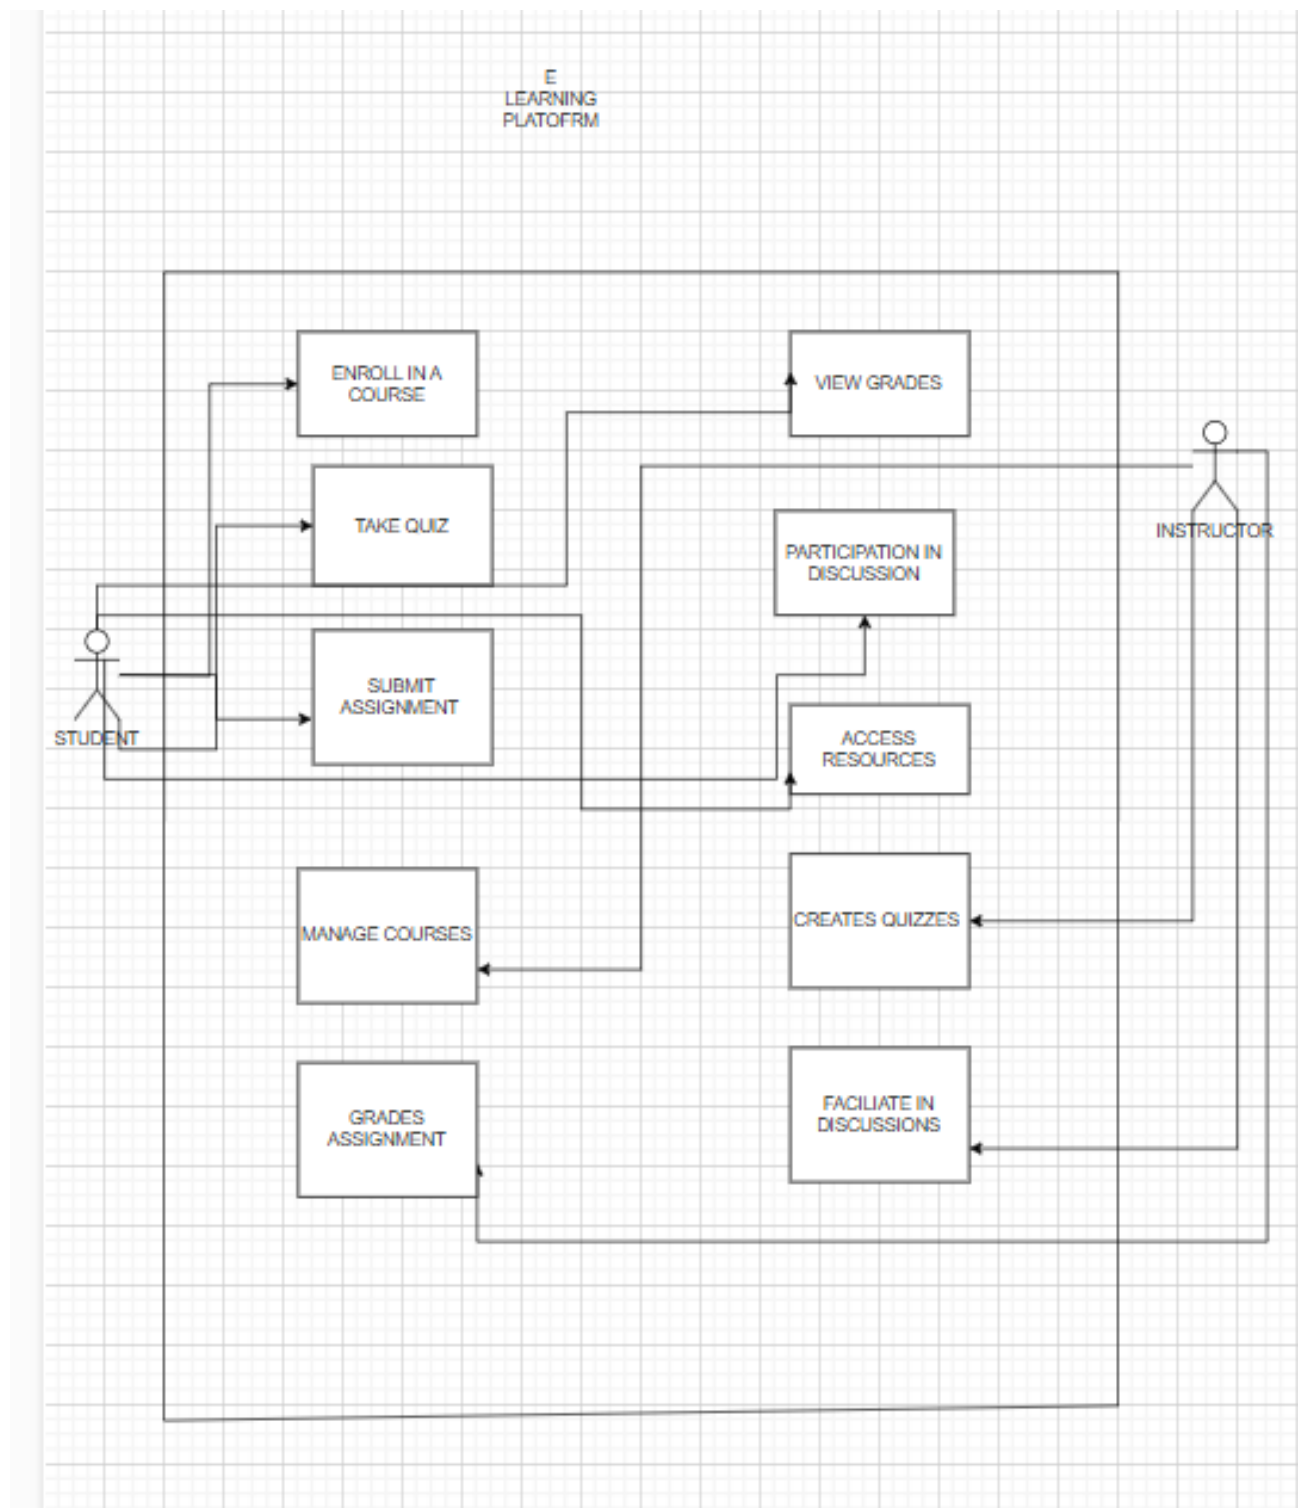 E
LEARNING
PLATOFRM
ENROLL IN A
COURSE
VIEW GRADES
TAKE QUIZ
INSTRUCTOR
PARTICIPATION IN
DISCUSSION
SUBMIT
ASSIGNMENT
STUDENT
ACCESS
RESOURCES
MANAGE COURSES
CREATES QUIZZES
GRADES
ASSIGNMENT
FACILIATE IN
DISCUSSIONS